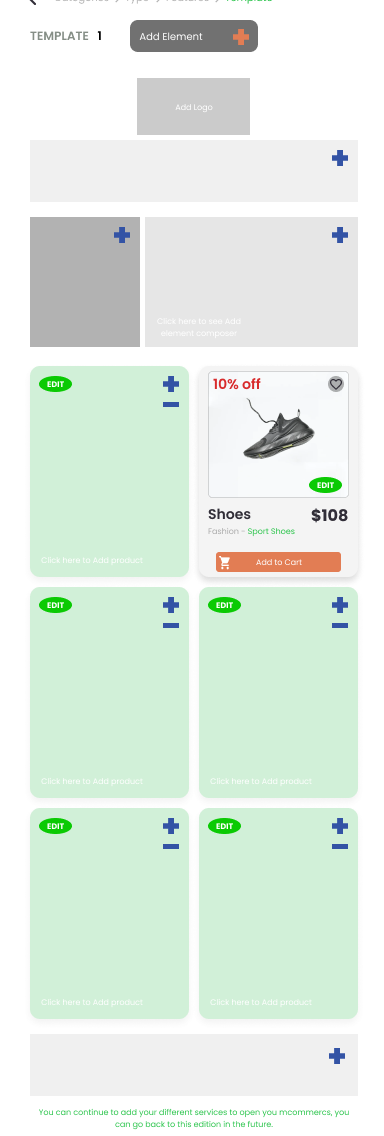 Categories > Type > Features > Template
TEMPLATE 1
Add Element
Add Logo
Click here to see Add
element composer
EDIT
Click here to Add product
10% off
EDIT
Shoes
$108
Fashion - Sport Shoes
Add to Cart
EDIT
Click here to Add product
EDIT
Click here to Add product
EDIT
Click here to Add product
EDIT
Click here to Add product
You can continue to add your different services to open you mcommercs, you
can go back to this edition in the future.